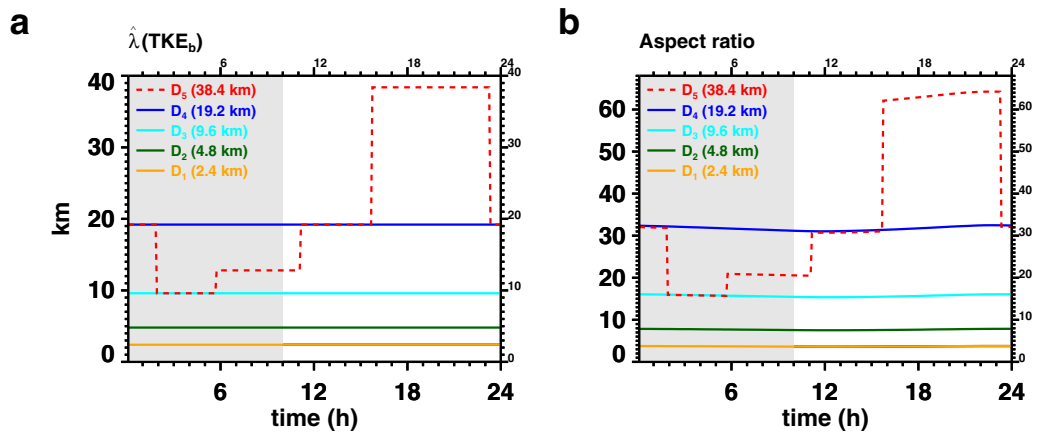 a
λ̂(TKE_b)
6 12 18 24
40
30
20
10
0
km
40
30
20
10
0
D₅ (38.4 km)
D₄ (19.2 km)
D₃ (9.6 km)
D₂ (4.8 km)
D₁ (2.4 km)
6 12 18 24
time (h)
b
Aspect ratio
6 12 18 24
60
50
40
30
20
10
0
60
50
40
30
20
10
0
D₅ (38.4 km)
D₄ (19.2 km)
D₃ (9.6 km)
D₂ (4.8 km)
D₁ (2.4 km)
6 12 18 24
time (h)